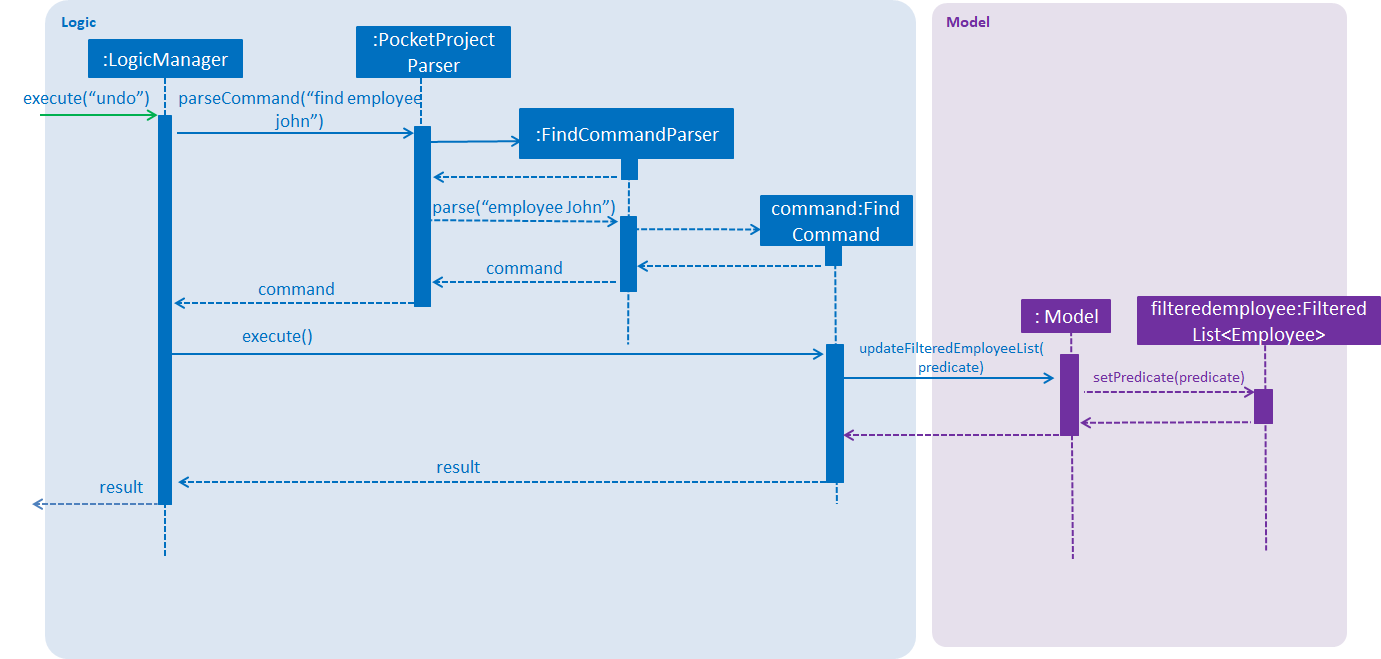 Logic
Model
:LogicManager
:PocketProject
Parser
execute(“undo”)
parseCommand(“find employee
john”)
:FindCommandParser
parse(“employee John”)
command:Find
Command
command
command
: Model
filteredemployee:Filtered
List<Employee>
execute()
updateFilteredEmployeeList(
predicate)
setPredicate(predicate)
result
result